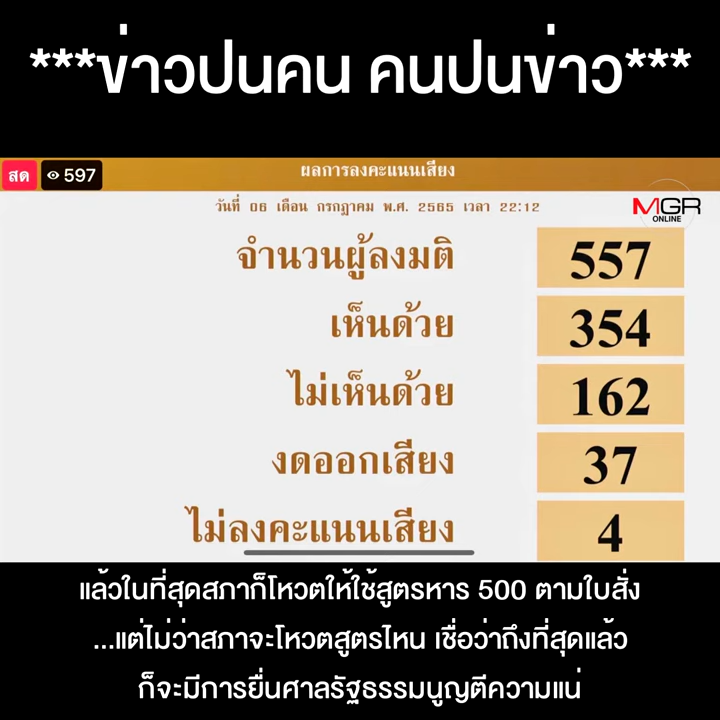 ***ข่าวปนคน คนปนข่าว***
สด 597 ผลการลงคะแนนเสียง
วันที่ 06 เดือน กรกฎาคม พ.ศ. 2565 เวลา 22:12
MGR
ONLINE
จำนวนผู้ลงมติ 557
เห็นด้วย 354
ไม่เห็นด้วย 162
งดออกเสียง 37
ไม่ลงคะแนนเสียง 4
แล้วในที่สุดสภาก็โหวตให้ใช้สูตรหาร 500 ตามใบสั่ง
...แต่ไม่ว่าสภาจะโหวตสูตรไหน เชื่อว่าถึงที่สุดแล้ว
ก็จะมีการยื่นศาลรัฐธรรมนูญตีความแน่